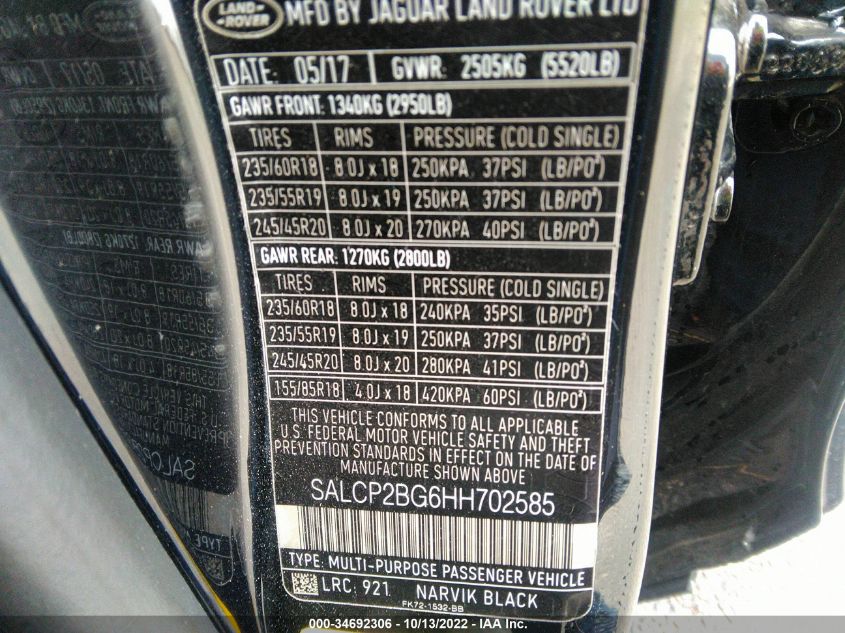 LAND-
ROVER
MFD BY JAGUAR LAND ROVER LTD
DATE: 05/17 GVWR: 2505KG (5520LB)
GAWR FRONT: 1340KG (2950LB)
TIRES RIMS PRESSURE (COLD SINGLE)
235/60R18 8.0J x 18 250KPA 37PSI (LB/PO²)
235/55R19 8.0J x 19 250KPA 37PSI (LB/PO²)
245/45R20 8.0J x 20 270KPA 40PSI (LB/PO²)
GAWR REAR: 1270KG (2800LB)
TIRES RIMS PRESSURE (COLD SINGLE)
235/60R18 8.0J x 18 240KPA 35PSI (LB/PO²)
235/55R19 8.0J x 19 250KPA 37PSI (LB/PO²)
245/45R20 8.0J x 20 280KPA 41PSI (LB/PO²)
155/85R18 4.0J x 18 420KPA 60PSI (LB/PO²)
THIS VEHICLE CONFORMS TO ALL APPLICABLE
U.S. FEDERAL MOTOR VEHICLE SAFETY AND THEFT
PREVENTION STANDARDS IN EFFECT ON THE DATE OF
MANUFACTURE SHOWN ABOVE
SALCP2BG6HH702585
TYPE: MULTI-PURPOSE PASSENGER VEHICLE
LRC: 921 NARVIK BLACK
FK72-1532-BB
000-34692306 - 10/13/2022 - IAA Inc.